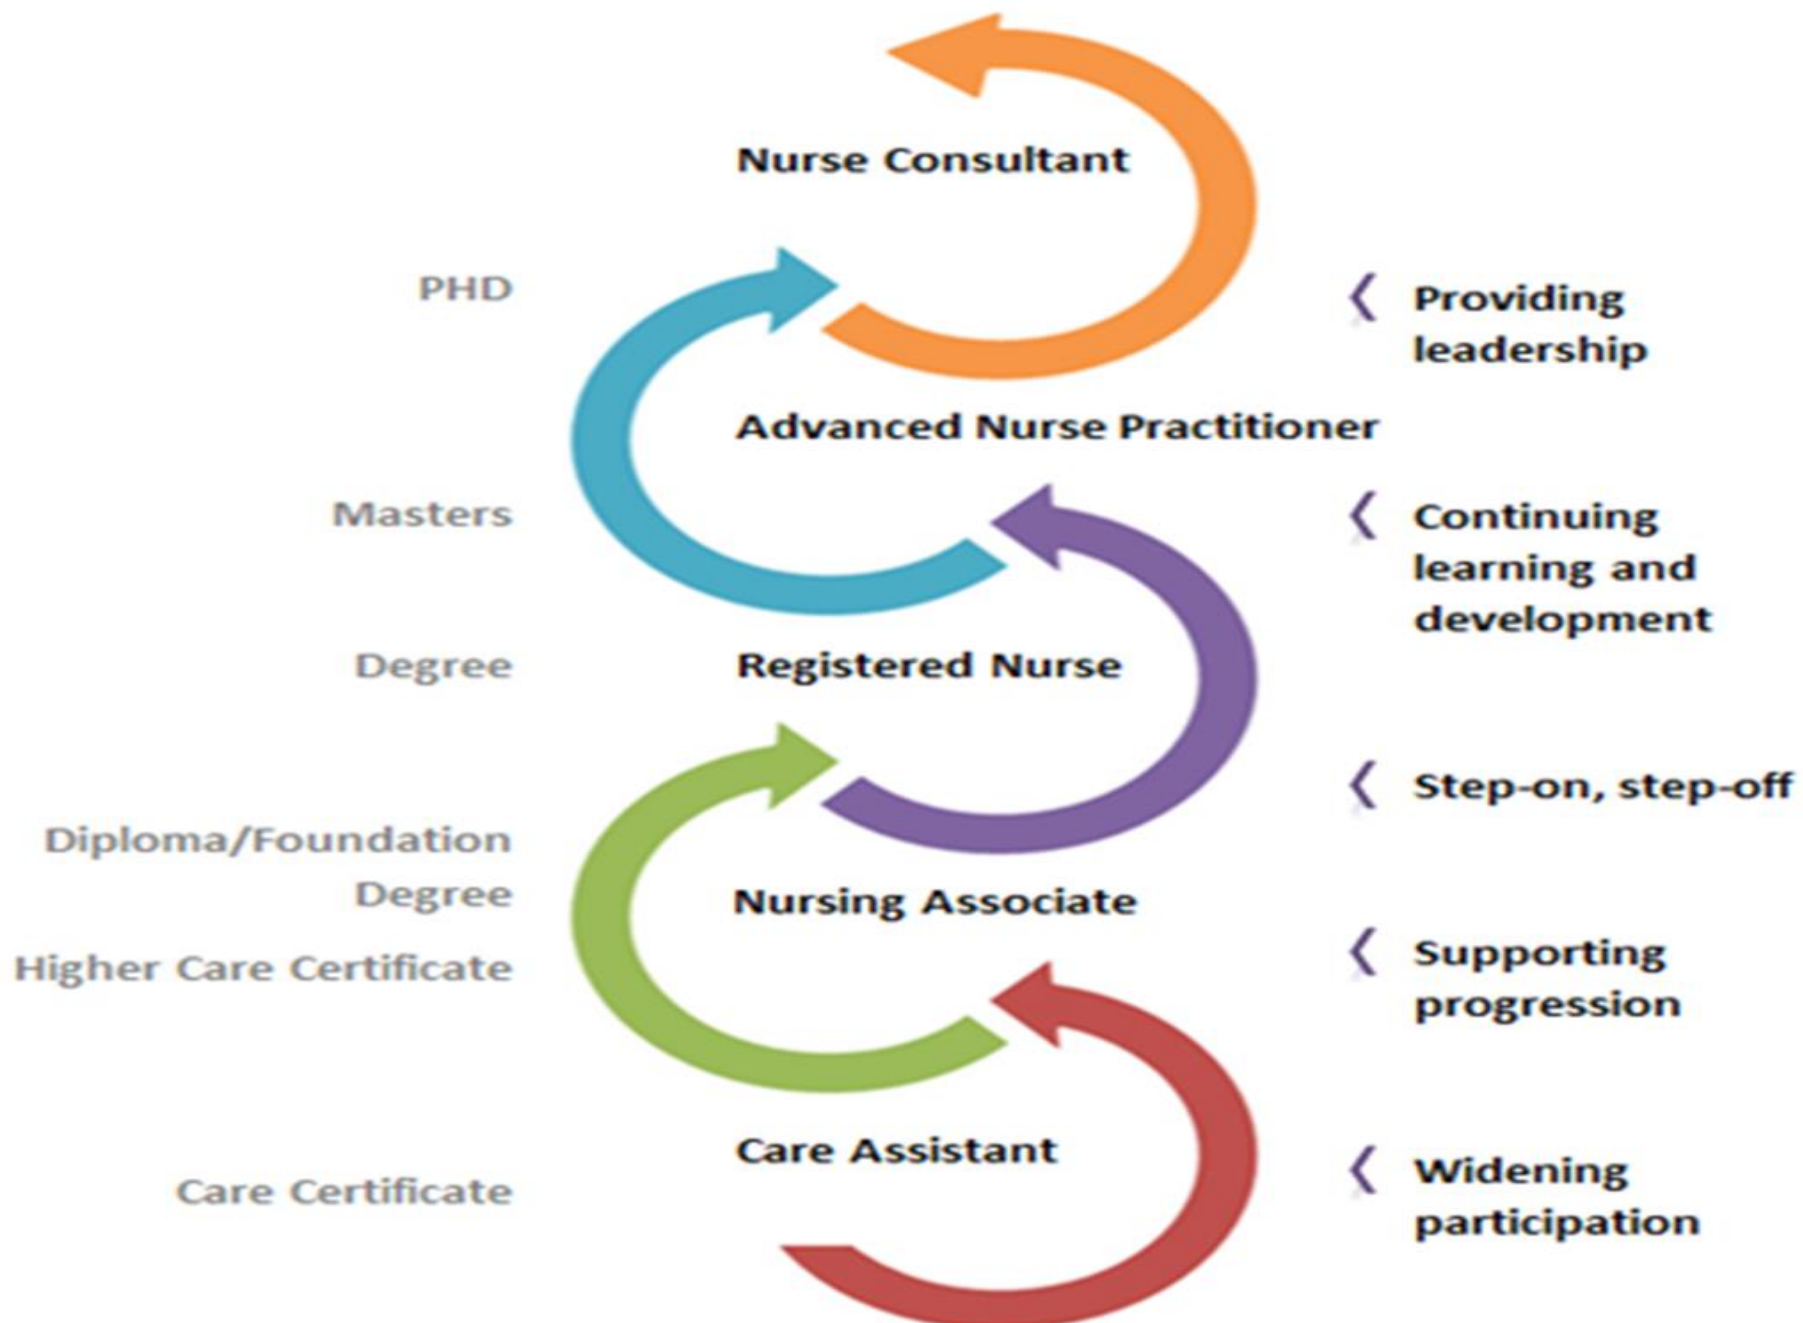 Nurse Consultant
PHD
Providing
leadership
Advanced Nurse Practitioner
Masters
Continuing
learning and
development
Degree
Registered Nurse
Step-on, step-off
Diploma/Foundation
Degree
Nursing Associate
Higher Care Certificate
Supporting
progression
Care Assistant
Care Certificate
Widening
participation